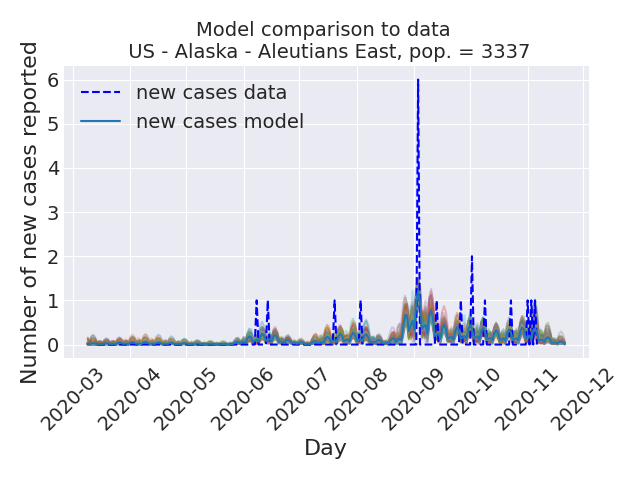 Model comparison to data
US - Alaska - Aleutians East, pop. = 3337
Number of new cases reported
6
5
4
3
2
1
0
new cases data
new cases model
2020-03
2020-04
2020-05
2020-06
2020-07
2020-08
2020-09
2020-10
2020-11
2020-12
Day